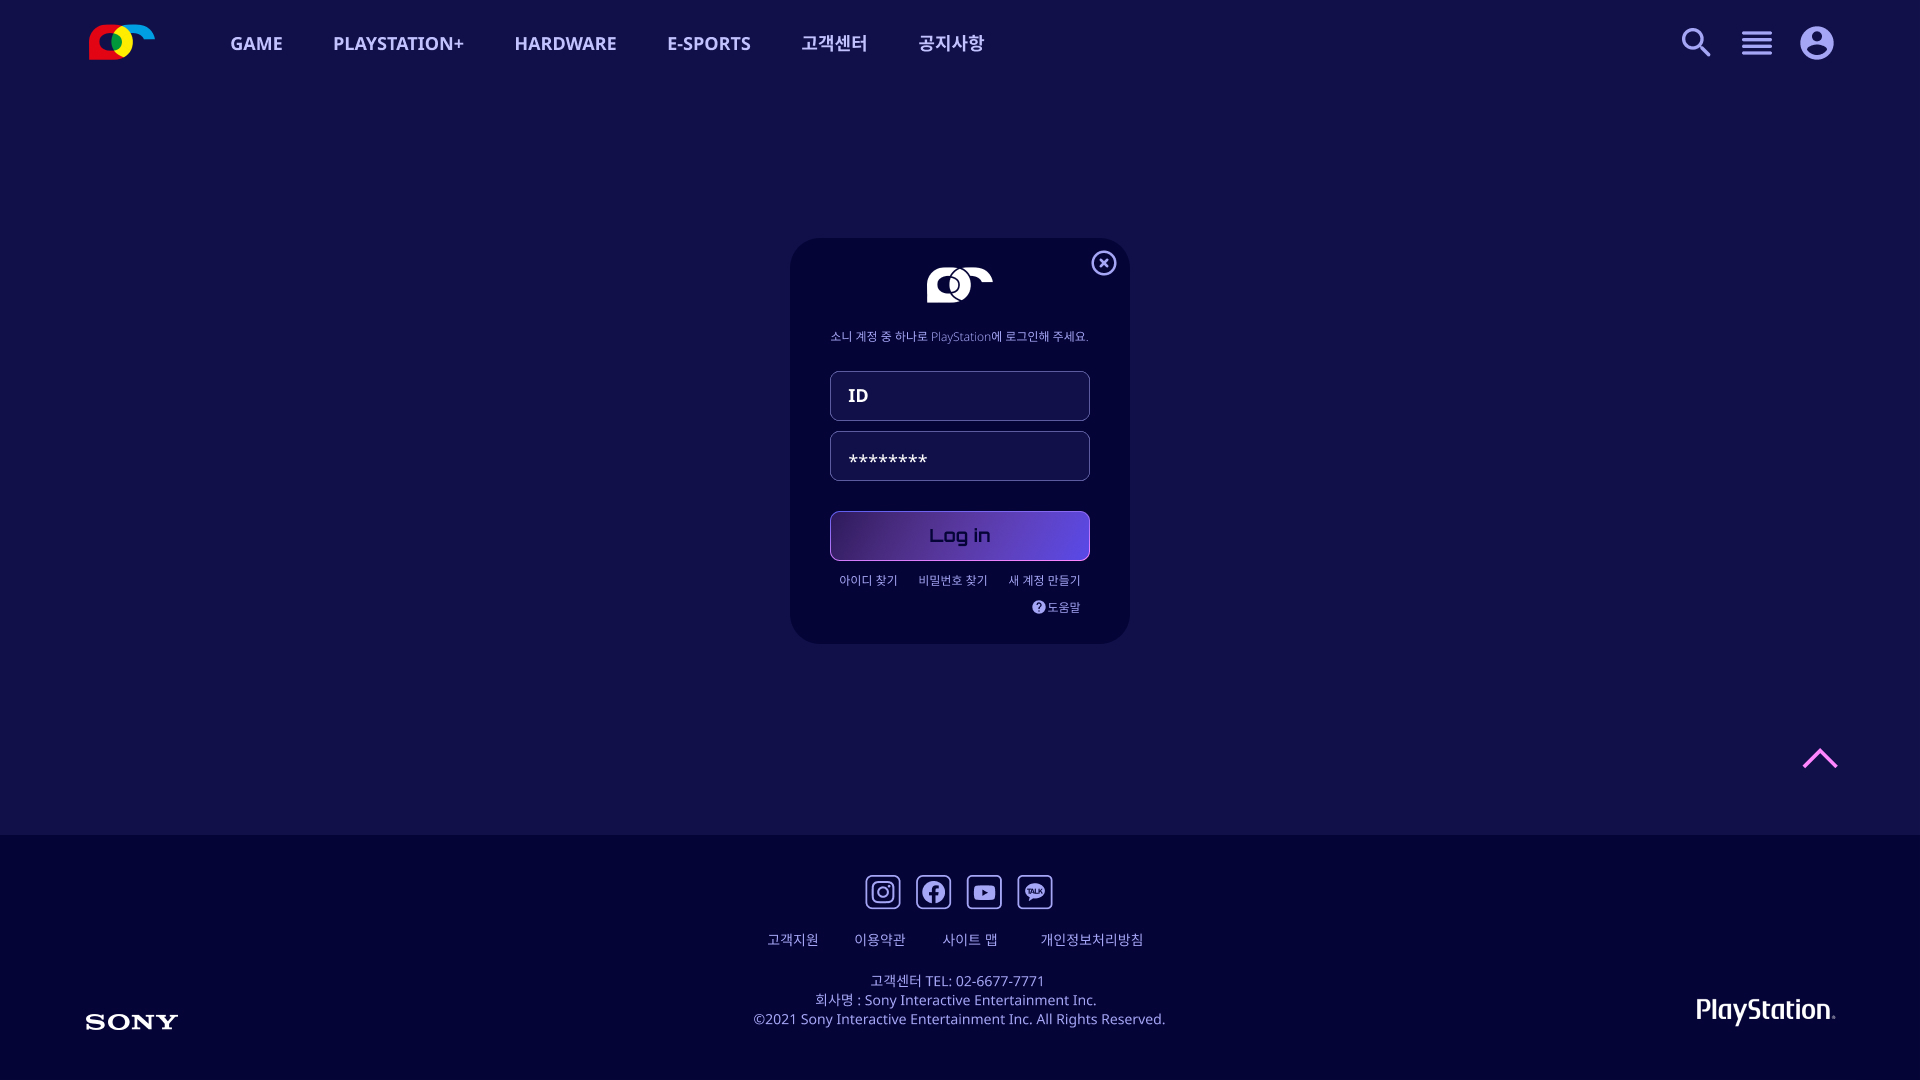 GAME PLAYSTATION+ HARDWARE E-SPORTS 고객센터 공지사항
소니 계정 중 하나로 PlayStation에 로그인해 주세요.
ID
********
Log in
아이디 찾기 비밀번호 찾기 새 계정 만들기
?도움말
TALK
고객지원 이용약관 사이트 맵 개인정보처리방침
고객센터 TEL: 02-6677-7771
회사명 : Sony Interactive Entertainment Inc.
©2021 Sony Interactive Entertainment Inc. All Rights Reserved.
SONY
PlayStation.